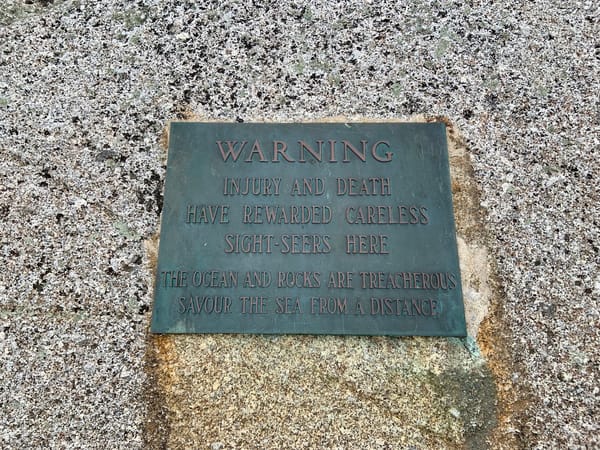 WARNING
INJURY AND DEATH
HAVE REWARDED CARELESS
SIGHT-SEERS HERE
THE OCEAN AND ROCKS ARE TREACHEROUS
SAVOUR THE SEA FROM A DISTANCE